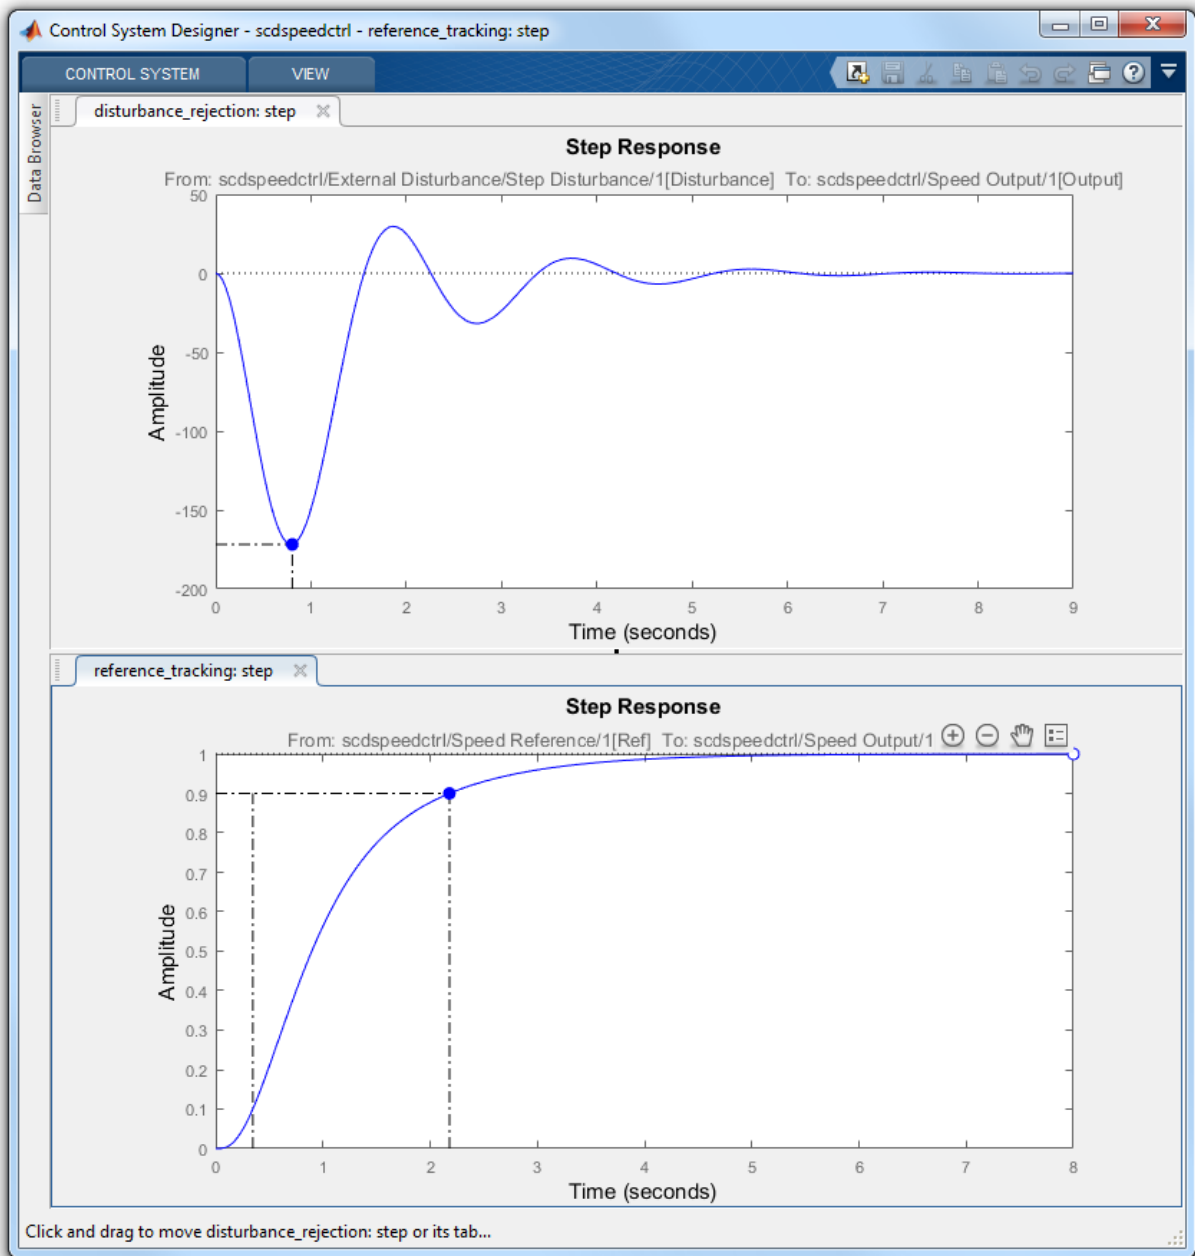 Control System Designer - scdspeedctrl - reference_tracking: step
CONTROL SYSTEM
VIEW
Data Browser
disturbance_rejection: step
Step Response
From: scdspeedctrl/External Disturbance/Step Disturbance/1[Disturbance]  To: scdspeedctrl/Speed Output/1[Output]
50
0
-50
-100
-150
-200
Amplitude
0 1 2 3 4 5 6 7 8 9
Time (seconds)
reference_tracking: step
Step Response
From: scdspeedctrl/Speed Reference/1[Ref]  To: scdspeedctrl/Speed Output/1
1
0.9
0.8
0.7
0.6
0.5
0.4
0.3
0.2
0.1
0
Amplitude
0 1 2 3 4 5 6 7 8
Time (seconds)
Click and drag to move disturbance_rejection: step or its tab...